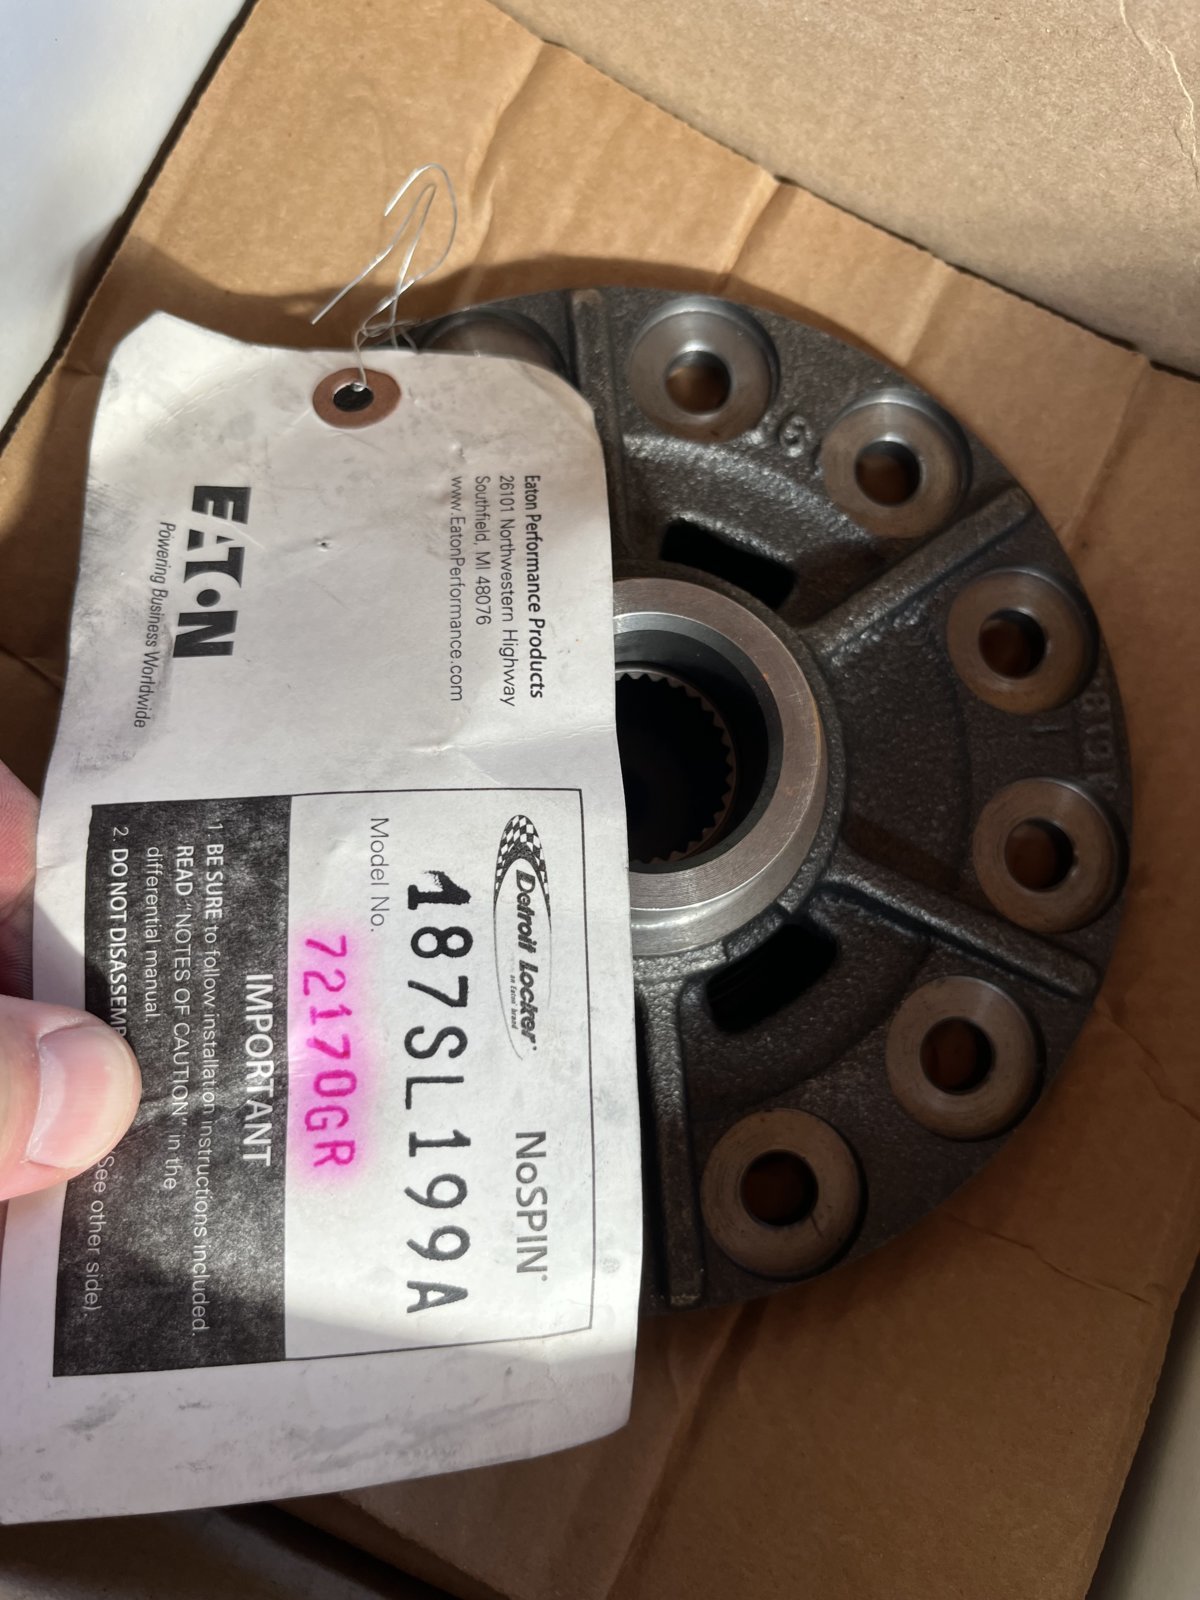 EATON
Powering Business Worldwide
Eaton Performance Products
26101 Northwestern Highway
Southfield, MI 48076
www.EatonPerformance.com
Detroit Locker®
an Eaton® brand
NoSPIN®
187SL199A
Model No.
72170GR
IMPORTANT
1. BE SURE to follow installation instructions included.
READ "NOTES OF CAUTION" in the
differential manual.
2. DO NOT DISASSEMB
(See other side).